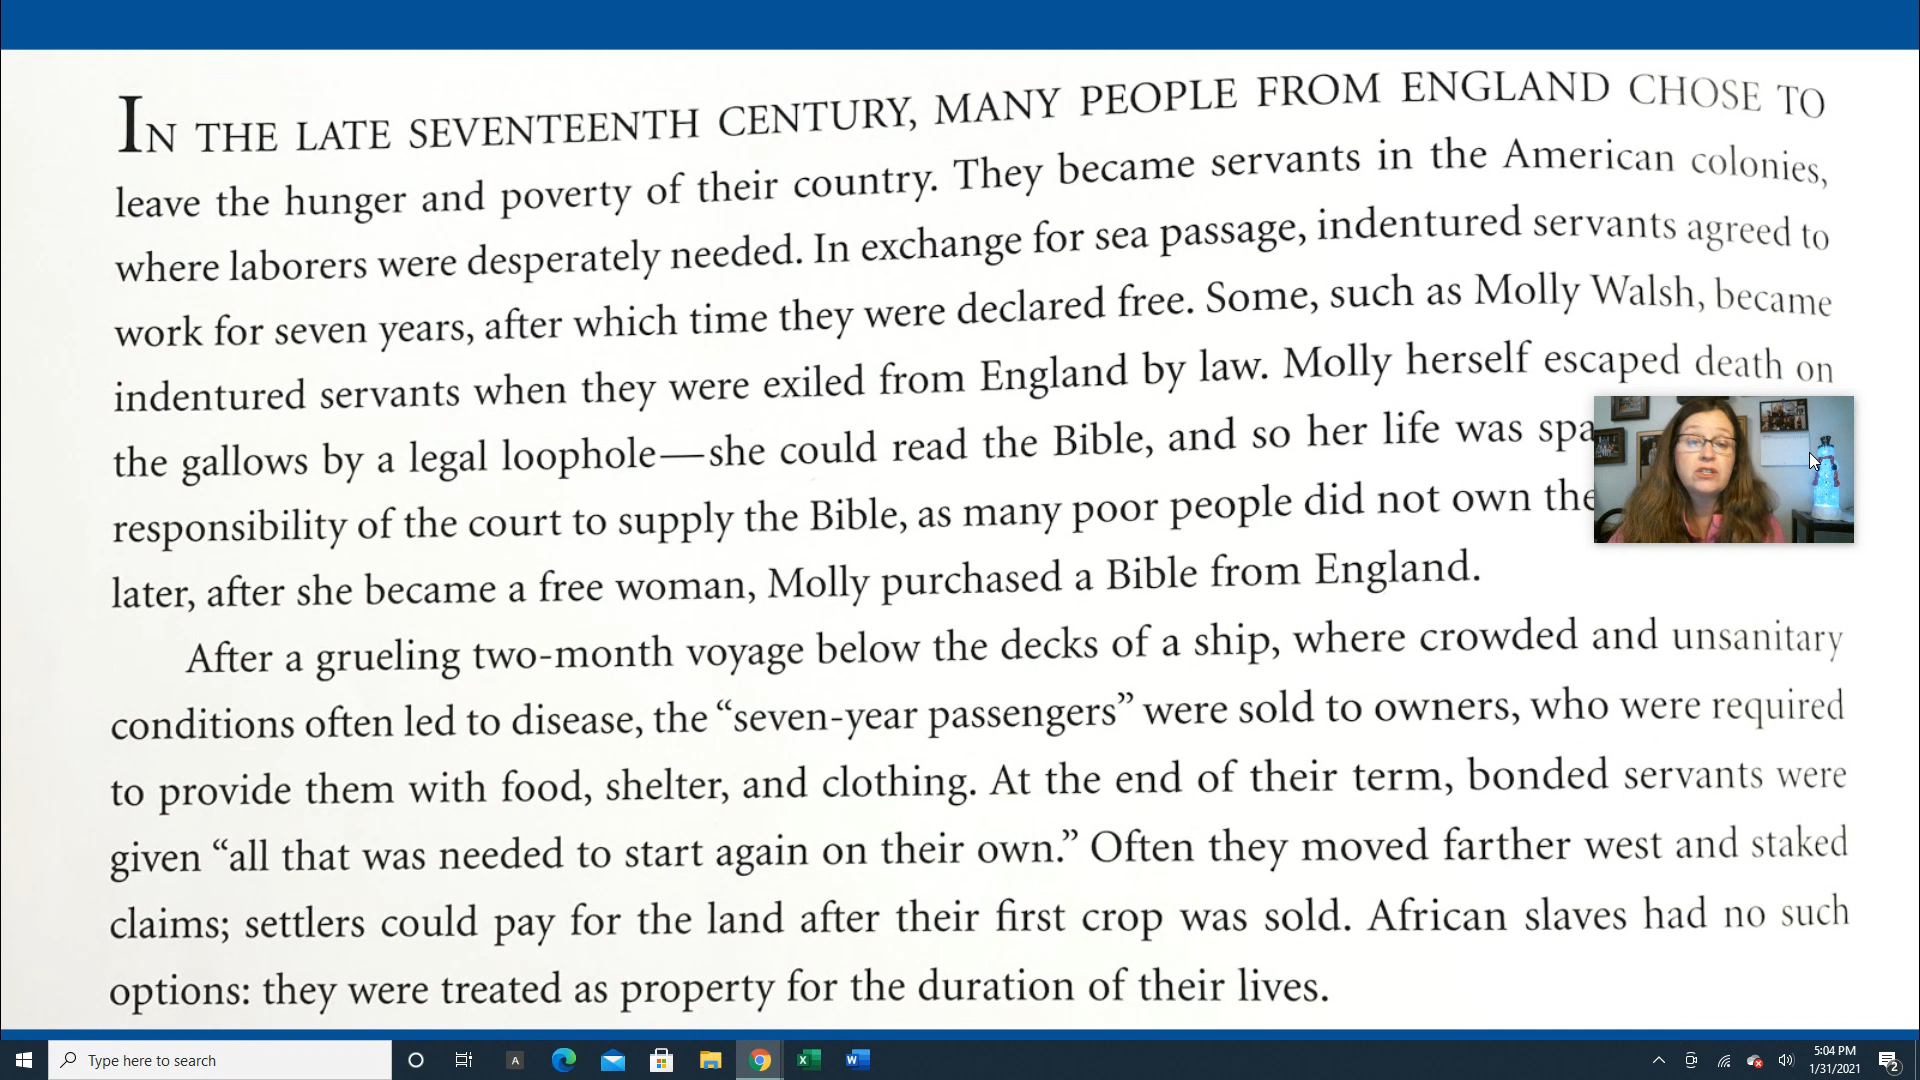 IN THE LATE SEVENTEENTH CENTURY, MANY PEOPLE FROM ENGLAND CHOSE TO
leave the hunger and poverty of their country. They became servants in the American colonies,
where laborers were desperately needed. In exchange for sea passage, indentured servants agreed to
work for seven years, after which time they were declared free. Some, such as Molly Walsh, became
indentured servants when they were exiled from England by law. Molly herself escaped death on
the gallows by a legal loophole—she could read the Bible, and so her life was spa
responsibility of the court to supply the Bible, as many poor people did not own the
later, after she became a free woman, Molly purchased a Bible from England.
After a grueling two-month voyage below the decks of a ship, where crowded and unsanitary
conditions often led to disease, the “seven-year passengers” were sold to owners, who were required
to provide them with food, shelter, and clothing. At the end of their term, bonded servants were
given “all that was needed to start again on their own.” Often they moved farther west and staked
claims; settlers could pay for the land after their first crop was sold. African slaves had no such
options: they were treated as property for the duration of their lives.
Type here to search
A
5:04 PM
1/31/2021
2